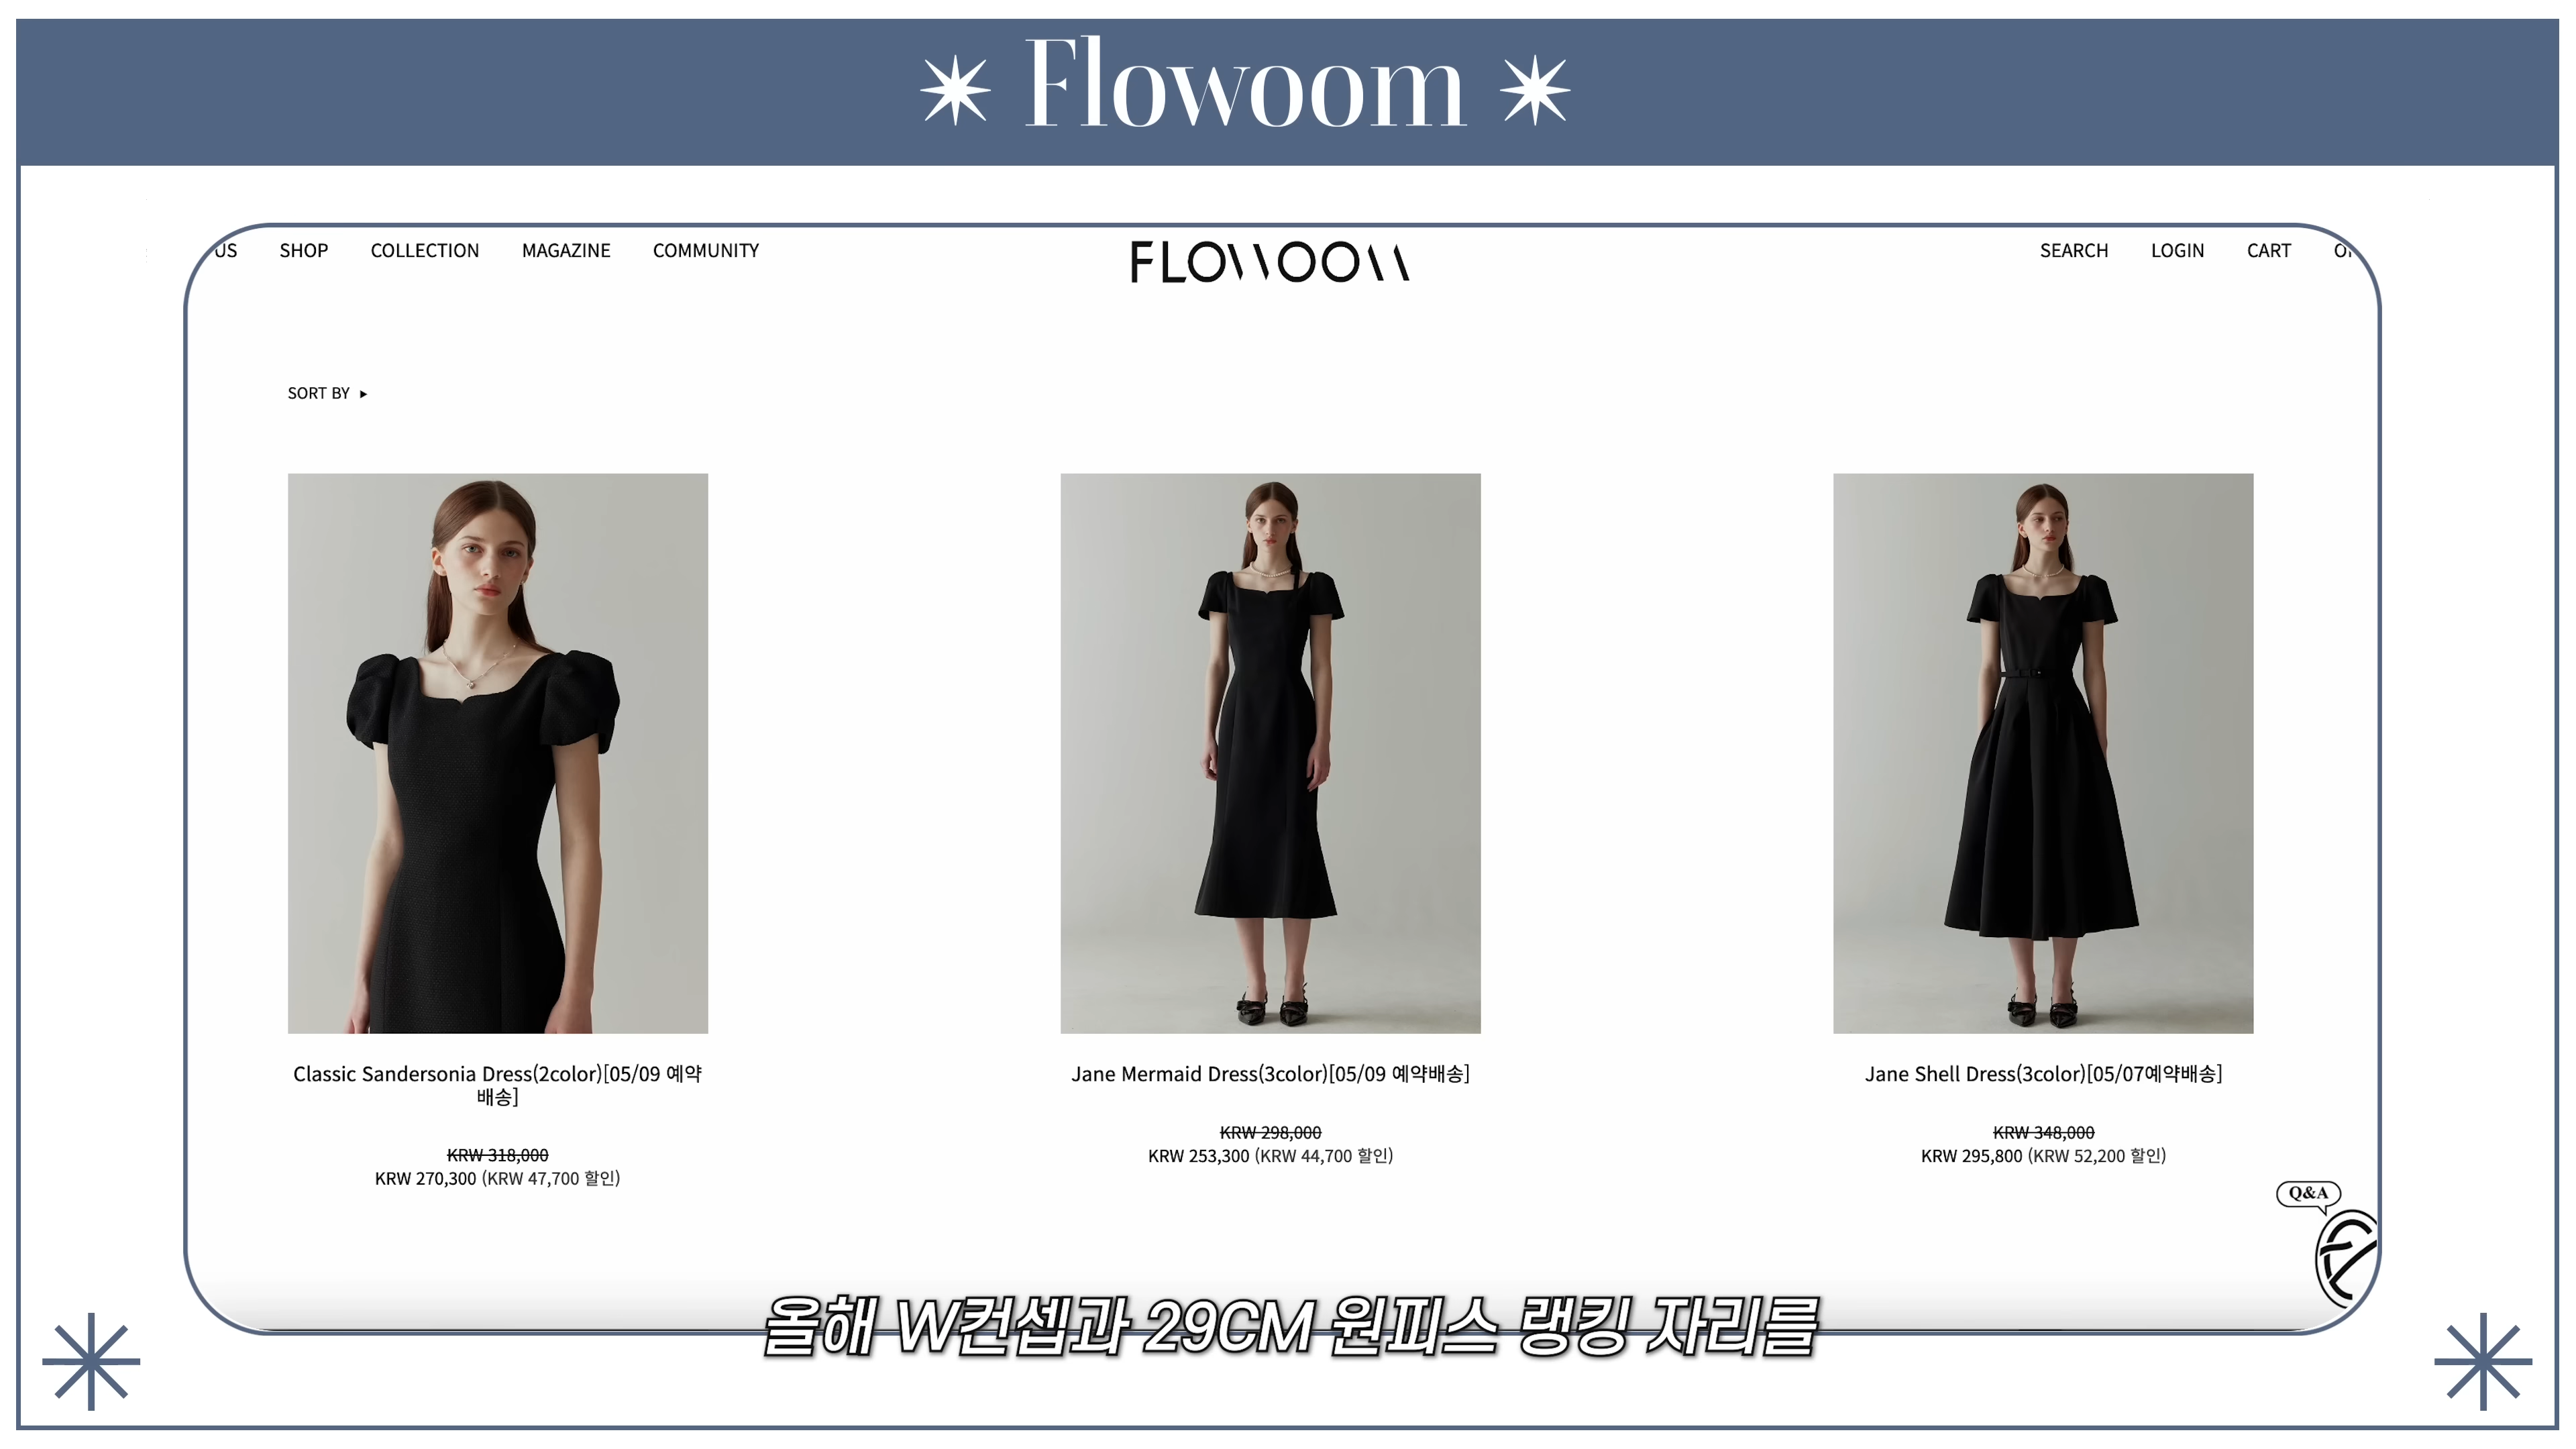 Flowoom
US SHOP COLLECTION MAGAZINE COMMUNITY
FLOWOOM
SEARCH LOGIN CART
SORT BY ▶
Classic Sandersonia Dress(2color)[05/09 예약
배송]
KRW 318,000
KRW 270,300 (KRW 47,700 할인)
Jane Mermaid Dress(3color)[05/09 예약배송]
KRW 298,000
KRW 253,300 (KRW 44,700 할인)
Jane Shell Dress(3color)[05/07예약배송]
KRW 348,000
KRW 295,800 (KRW 52,200 할인)
Q&A
올해 W컨셉과 29CM 원피스 랭킹 자리를